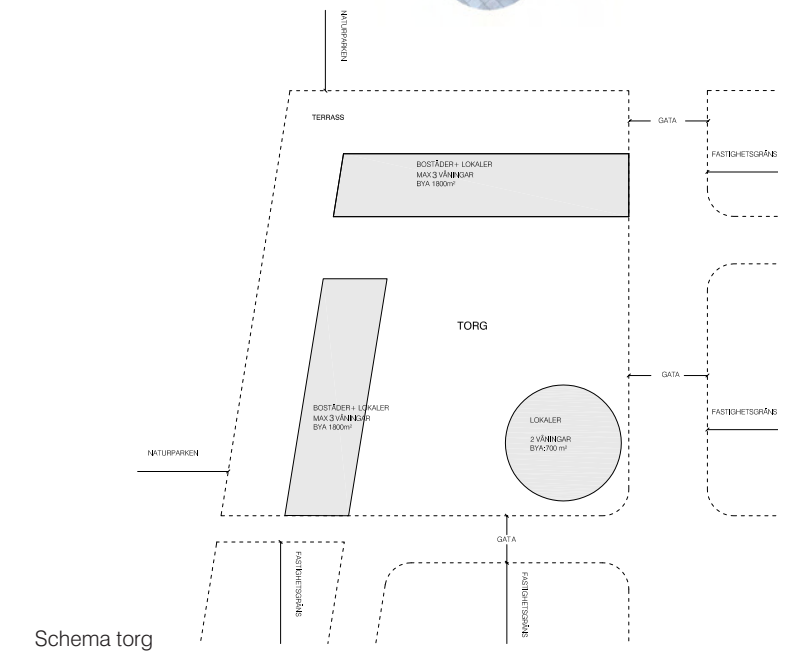 NATURPARKEN
TERRASS
GATA
BOSTÄDER + LOKALER
MAX 3 VÅNINGAR
BYA 1800m²
FASTIGHETSGRÄNS
TORG
GATA
BOSTÄDER + LOKALER
MAX 3 VÅNINGAR
BYA 1800m²
FASTIGHETSGRÄNS
LOKALER
2 VÅNINGAR
BYA:700 m²
NATURPARKEN
GATA
FASTIGHETSGRÄNS
FASTIGHETSGRÄNS
Schema torg